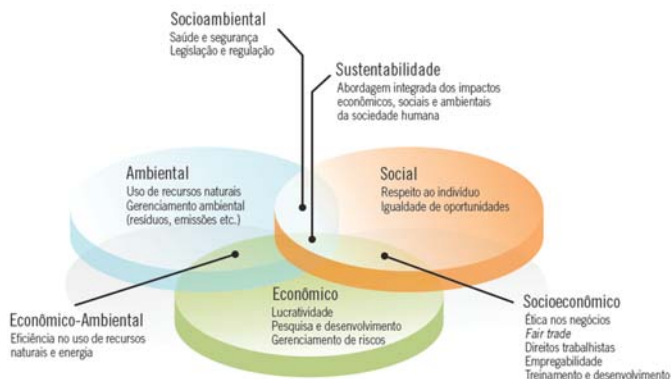 Socioambiental
Saúde e segurança
Legislação e regulação
Sustentabilidade
Abordagem integrada dos impactos
econômicos, sociais e ambientais
da sociedade humana
Ambiental
Uso de recursos naturais
Gerenciamento ambiental
(resíduos, emissões etc.)
Social
Respeito ao indivíduo
Igualdade de oportunidades
Econômico
Lucratividade
Pesquisa e desenvolvimento
Gerenciamento de riscos
Econômico-Ambiental
Eficiência no uso de recursos
naturais e energia
Socioeconômico
Ética nos negócios
Fair trade
Direitos trabalhistas
Empregabilidade
Treinamento e desenvolvimento